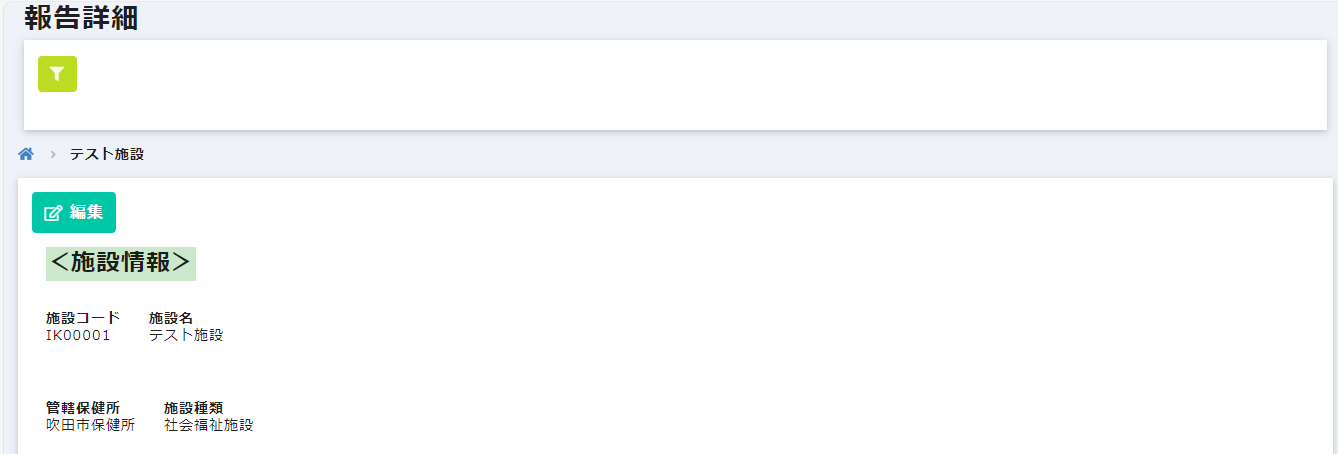 報告詳細
テスト施設
編集
＜施設情報＞
施設コード 施設名
IK00001 テスト施設
管轄保健所 施設種類
吹田市保健所 社会福祉施設